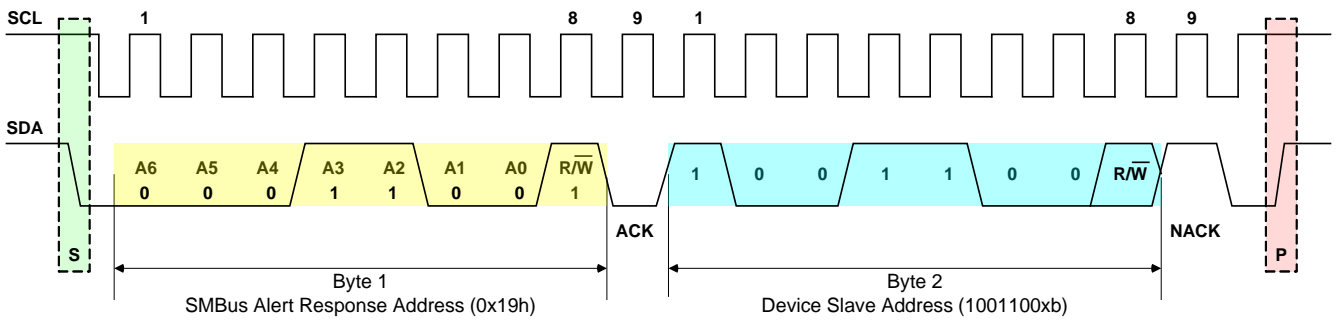 SCL 1 8 9 1 8 9
SDA
A6 A5 A4 A3 A2 A1 A0 R/W 1 0 0 1 1 0 0 R/W
0 0 0 1 1 0 0 1
ACK NACK
S P
Byte 1 Byte 2
SMBus Alert Response Address (0x19h) Device Slave Address (1001100xb)